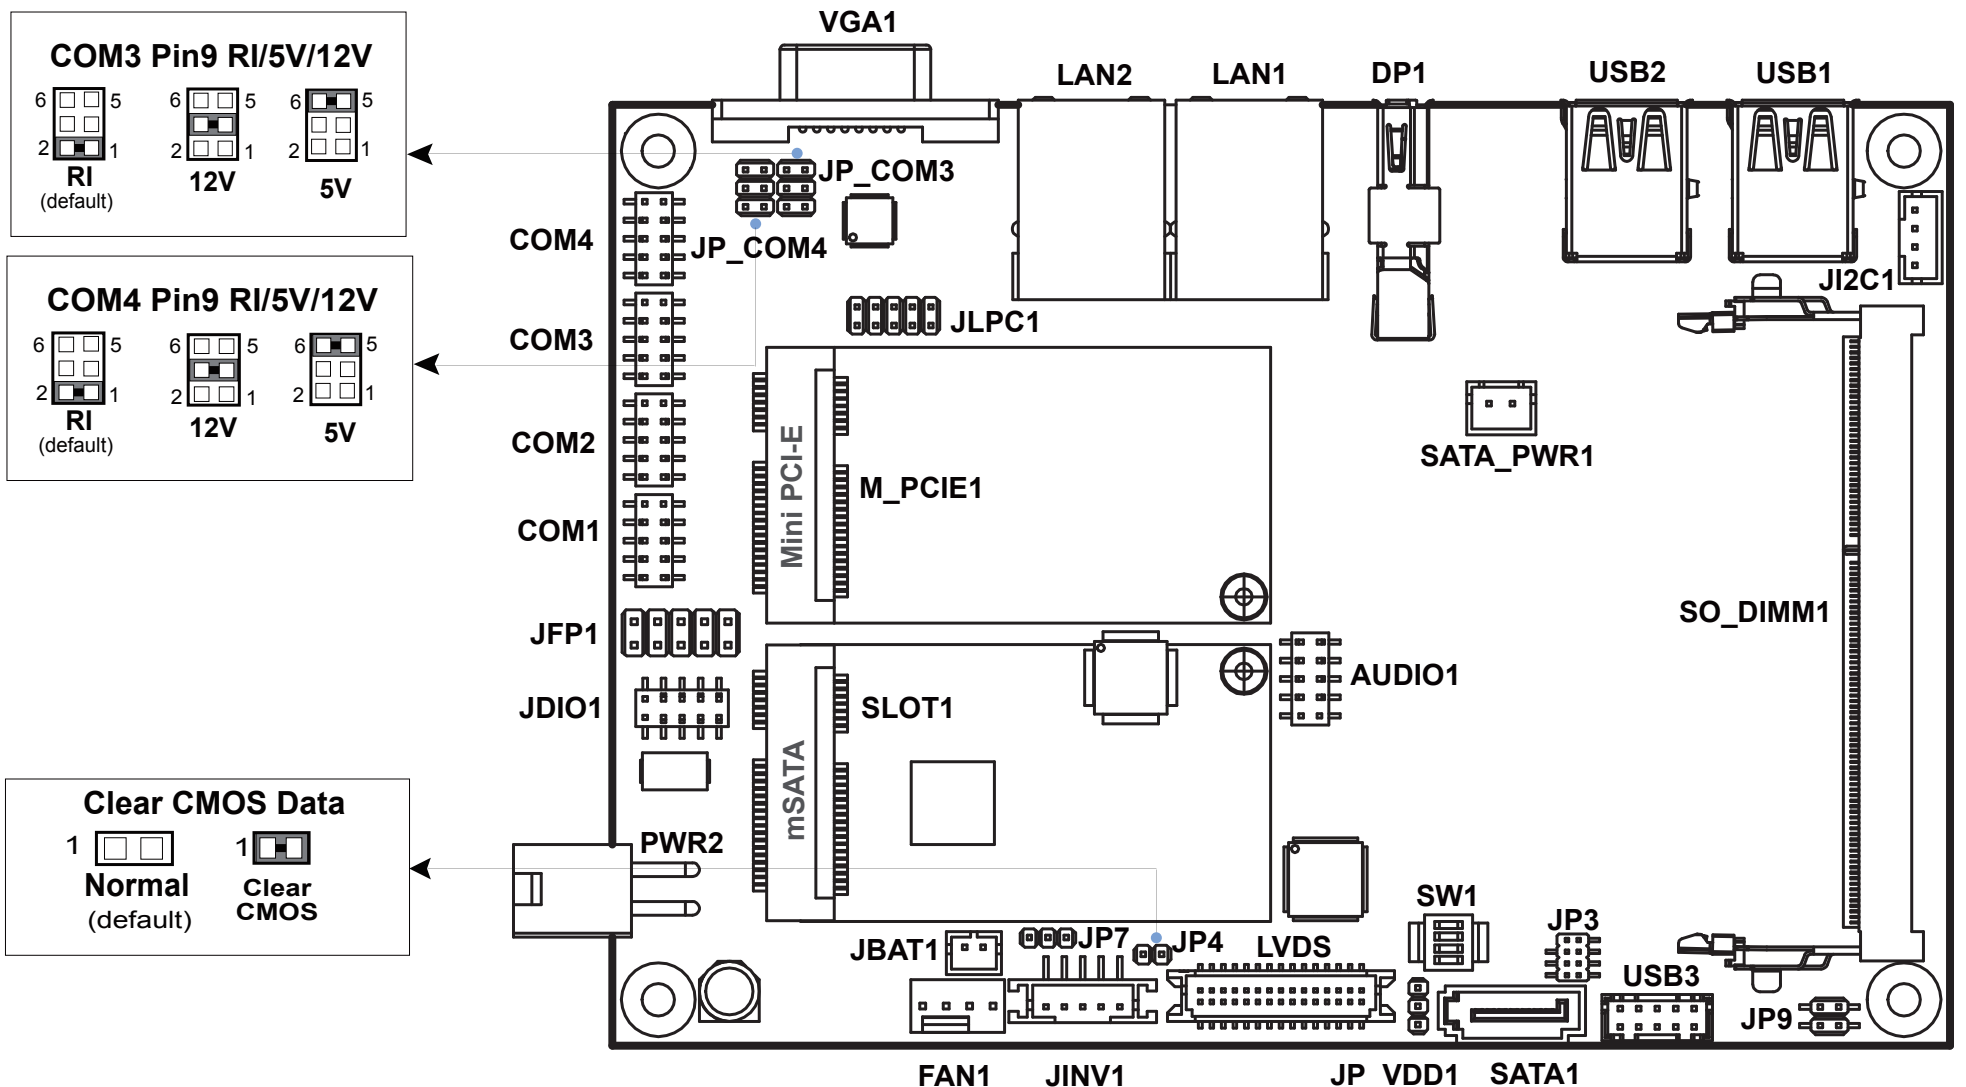 COM3 Pin9 RI/5V/12V
6 5 6 5 6 5
2 1 2 1 2 1
RI 12V 5V
(default)
COM4 Pin9 RI/5V/12V
6 5 6 5 6 5
2 1 2 1 2 1
RI 12V 5V
(default)
Clear CMOS Data
1 1
Normal
(default)
Clear
CMOS
VGA1
LAN2
LAN1
DP1
USB2
USB1
JP_COM3
JP_COM4
COM4
JI2C1
COM3
JLPC1
COM2
SATA_PWR1
M_PCIE1
Mini PCI-E
COM1
SO_DIMM1
JFP1
AUDIO1
JDIO1
SLOT1
mSATA
PWR2
SW1
JP3
JBAT1
JP7
JP4
LVDS
USB3
JP9
FAN1
JINV1
JP_VDD1
SATA1